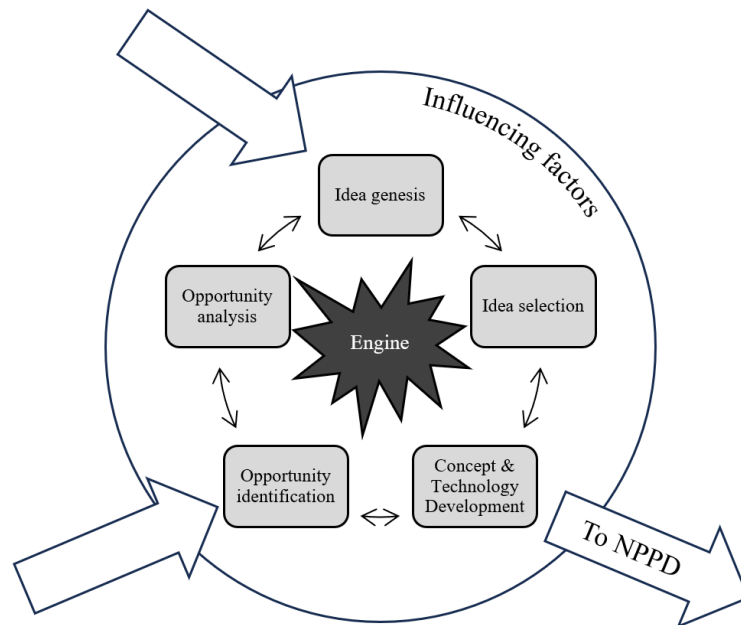 Influencing factors
Idea genesis
Opportunity
analysis
Idea selection
Engine
Opportunity
identification
Concept &
Technology
Development
To NPPD